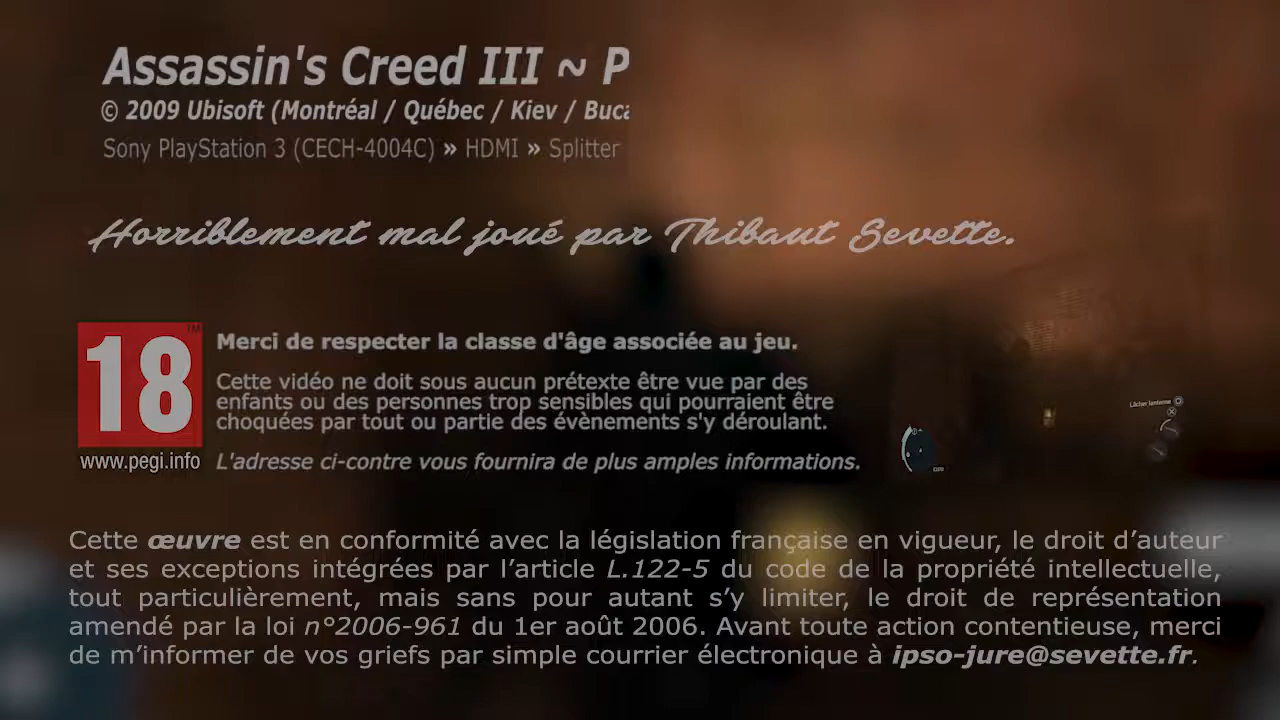 Assassin's Creed III ~ P
© 2009 Ubisoft (Montréal / Québec / Kiev / Buca
Sony PlayStation 3 (CECH-4004C) » HDMI » Splitter
Horriblement mal joué par Thibaut Sevette.
18
TM
www.pegi.info
Merci de respecter la classe d'âge associée au jeu.
Cette vidéo ne doit sous aucun prétexte être vue par des
enfants ou des personnes trop sensibles qui pourraient être
choquées par tout ou partie des évènements s'y déroulant.
L'adresse ci-contre vous fournira de plus amples informations.
Lâcher lanterne
Cette œuvre est en conformité avec la législation française en vigueur, le droit d’auteur
et ses exceptions intégrées par l’article L.122-5 du code de la propriété intellectuelle,
tout particulièrement, mais sans pour autant s’y limiter, le droit de représentation
amendé par la loi n°2006-961 du 1er août 2006. Avant toute action contentieuse, merci
de m’informer de vos griefs par simple courrier électronique à ipso-jure@sevette.fr.